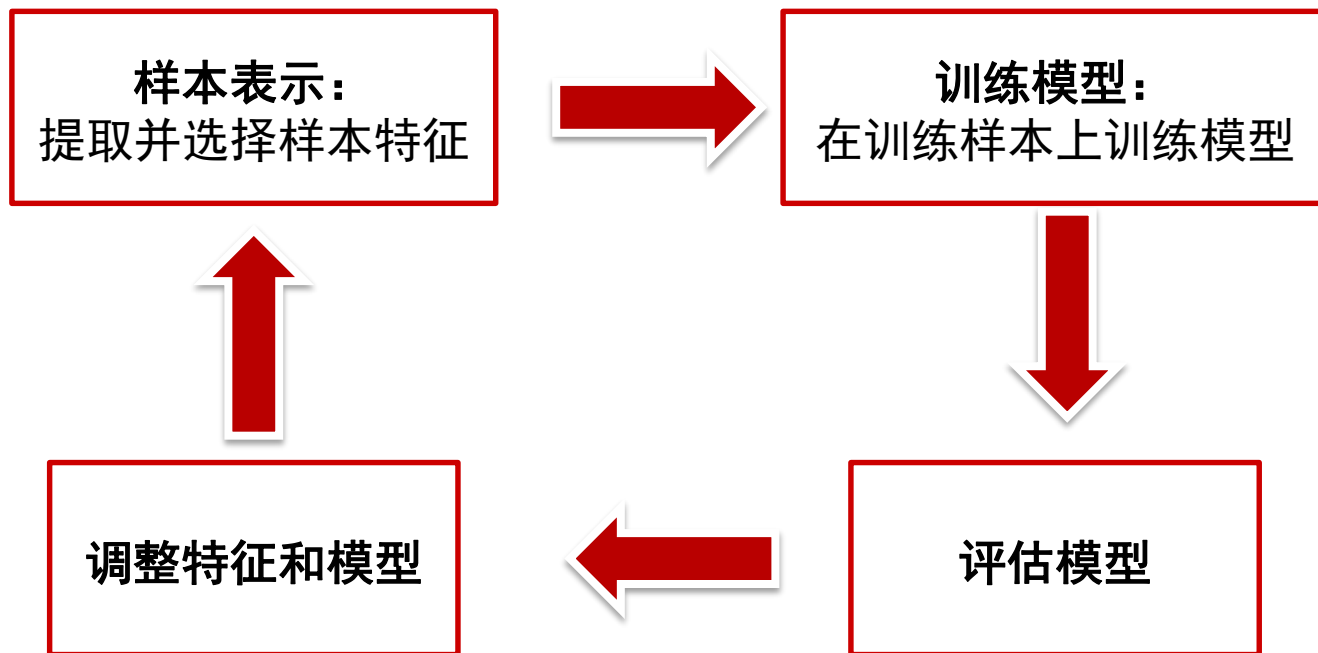 样本表示：
提取并选择样本特征
训练模型：
在训练样本上训练模型
调整特征和模型
评估模型